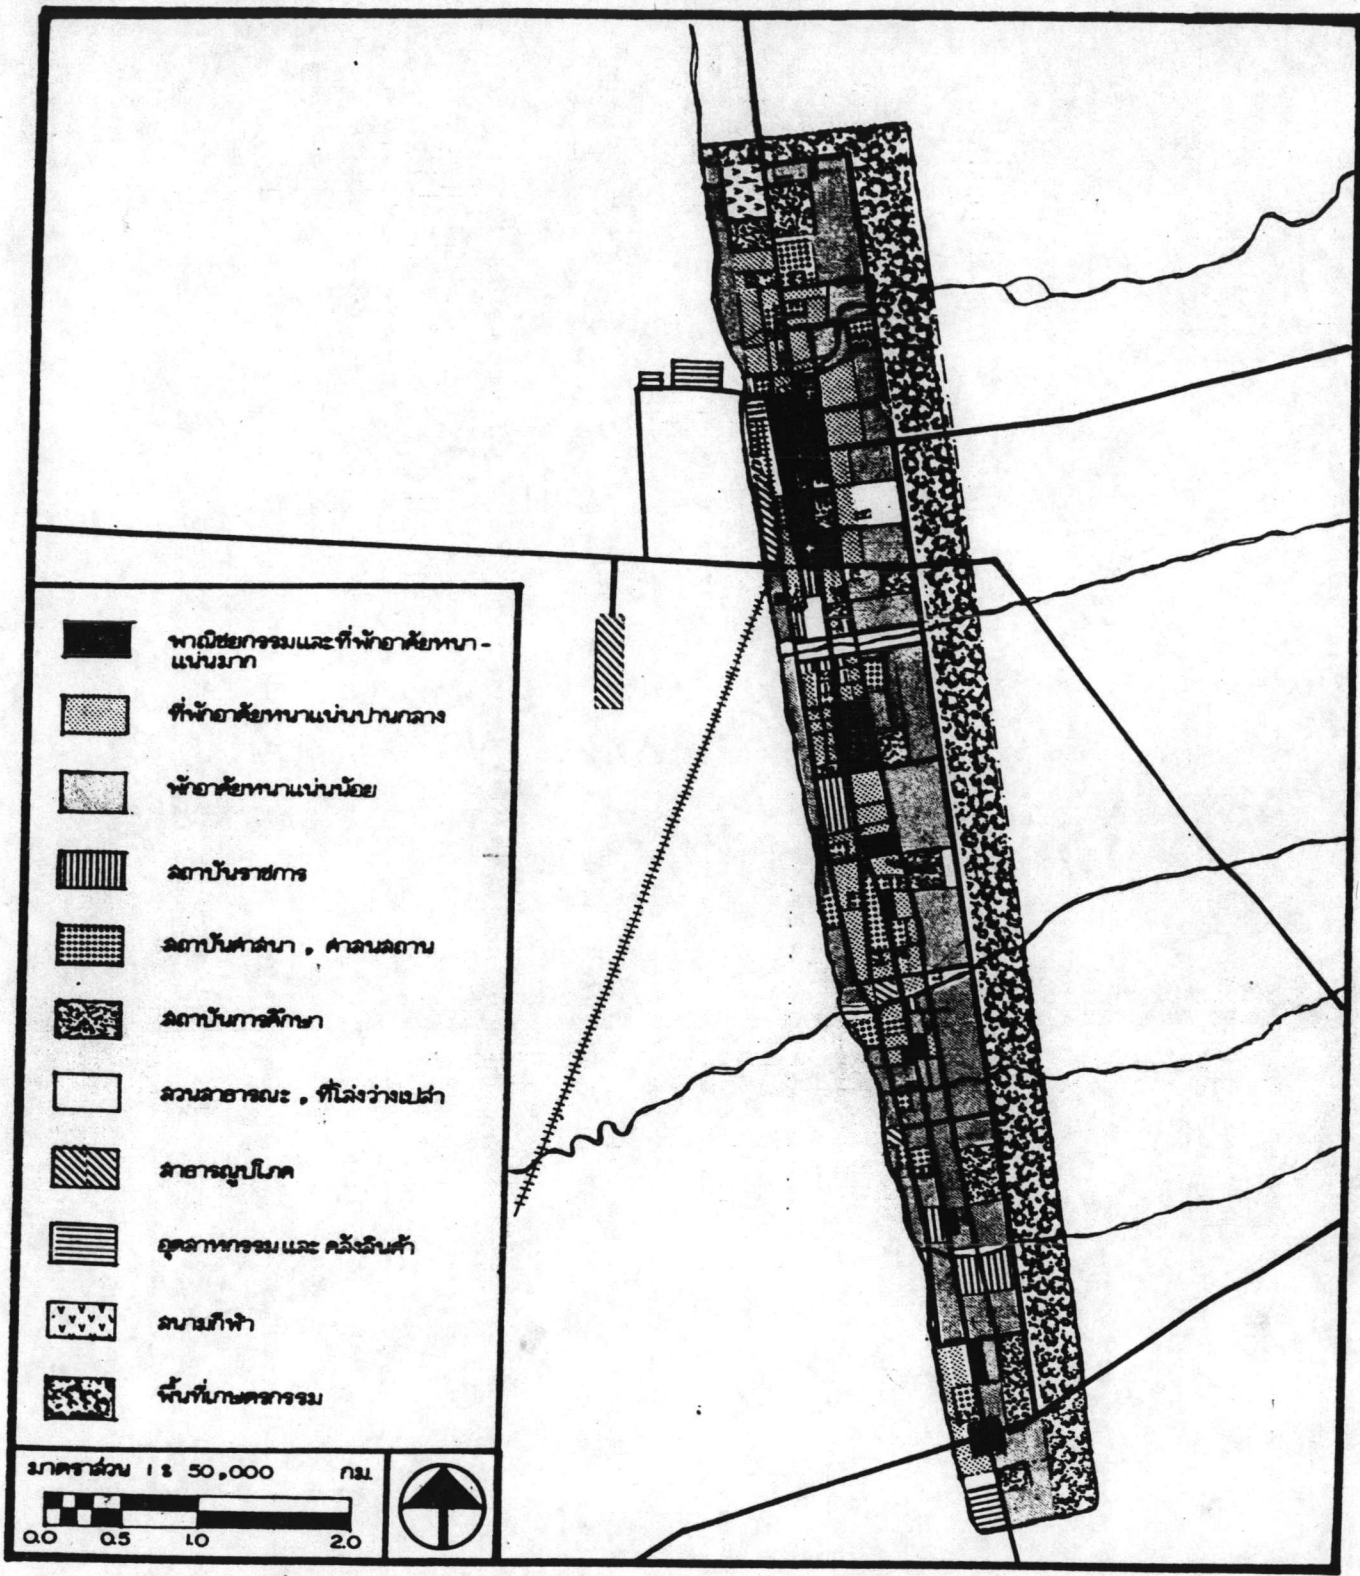 พาณิชยกรรมและที่พักอาศัยหนา-
แน่นมาก
ที่พักอาศัยหนาแน่นปานกลาง
พักอาศัยหนาแน่นน้อย
สถาบันราชการ
สถาบันศาสนา , ศาสนสถาน
สถาบันการศึกษา
สวนสาธารณะ , ที่โล่งว่างเปล่า
สาธารณูปโภค
อุตสาหกรรมและ คลังสินค้า
สนามกีฬา
พื้นที่เกษตรกรรม
มาตราส่วน 1 : 50,000 กม.
0.0 0.5 1.0 2.0